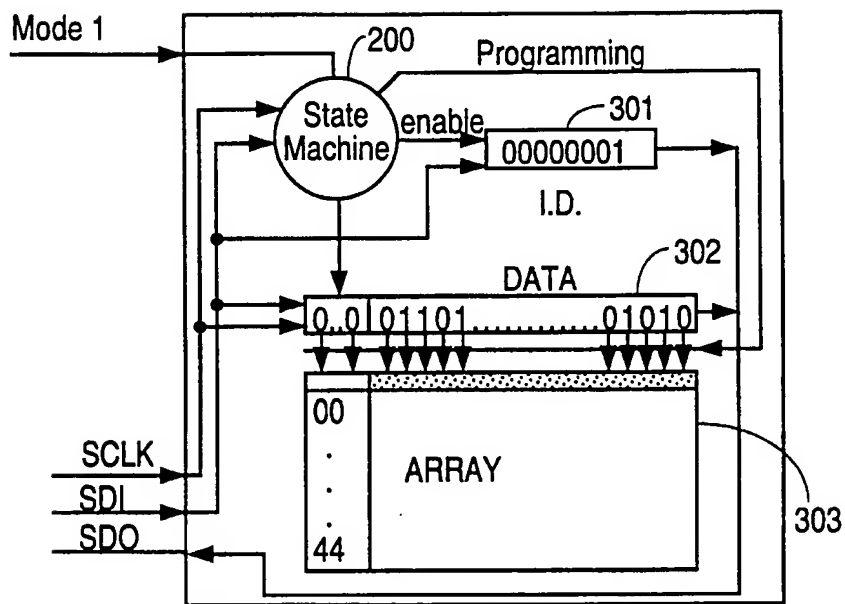 Mode 1
200
Programming
State
Machine
enable
301
00000001
I.D.
302
DATA
0..0 01101..............01010
00
.
.
.
44
ARRAY
SCLK
SDI
SDO
303